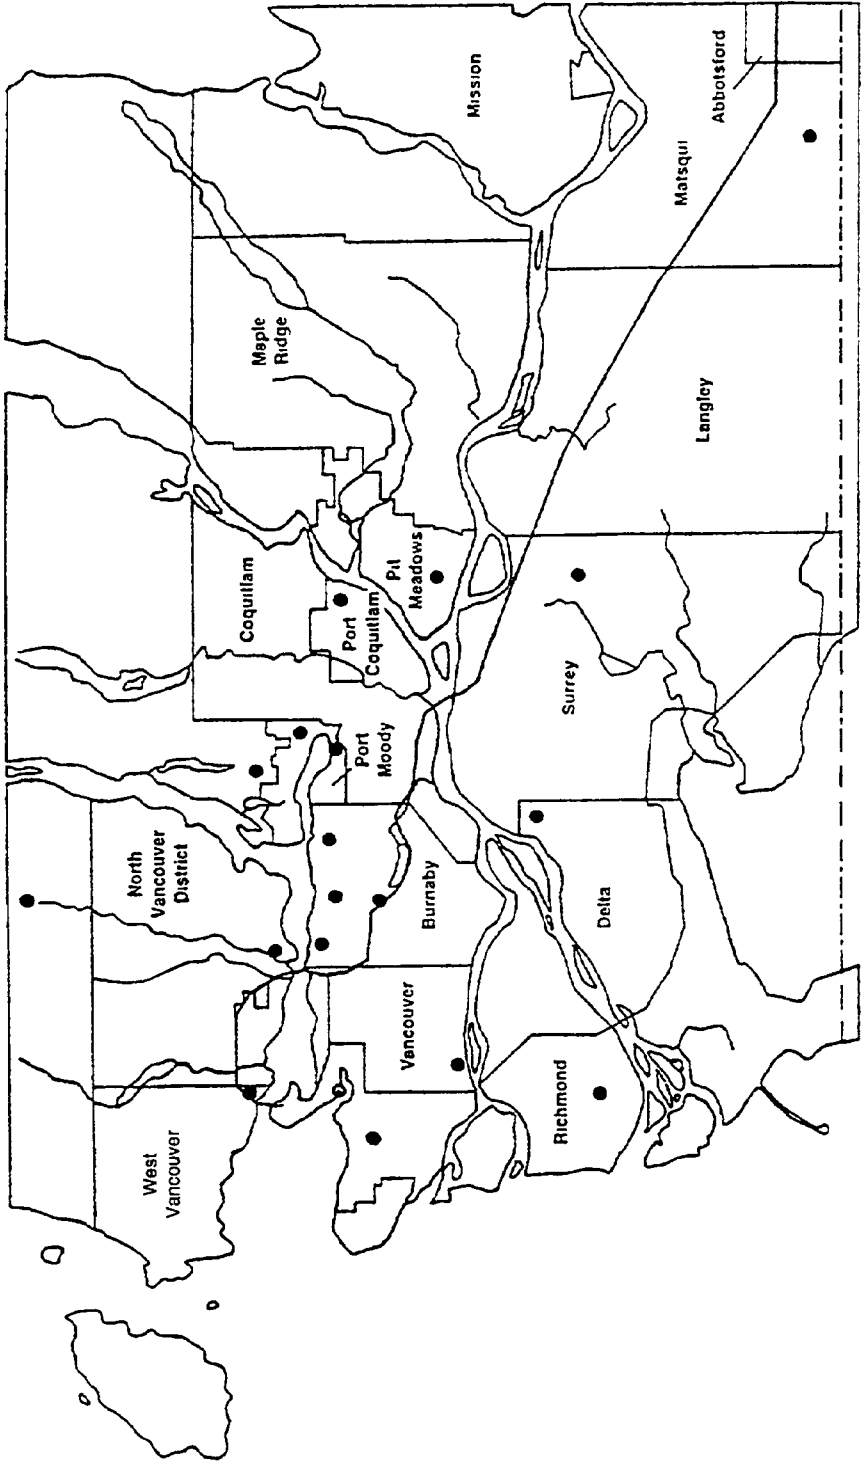 West
Vancouver
North
Vancouver
District
Coquitlam
Maple
Ridge
Mission
Port
Moody
Port
Coquitlam
Pit
Meadows
Vancouver
Burnaby
Richmond
Delta
Surrey
Langley
Matsqui
Abbotsford